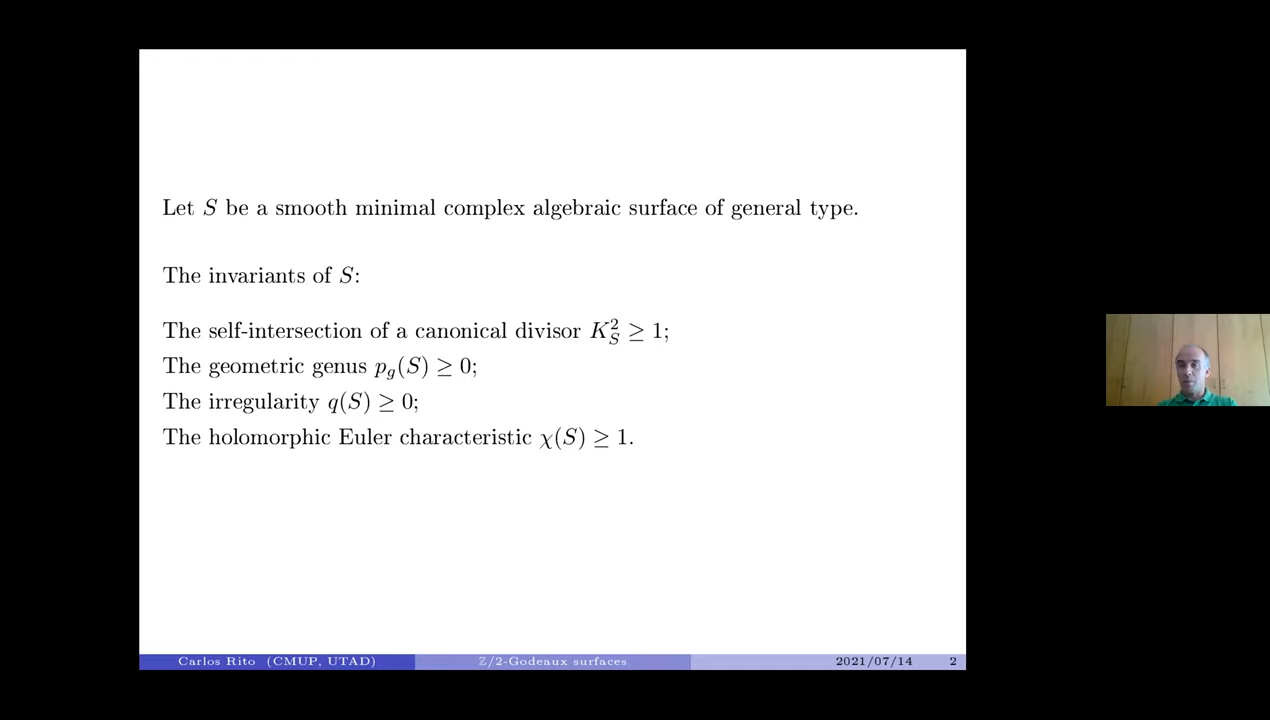 Let S be a smooth minimal complex algebraic surface of general type.
The invariants of S:
The self-intersection of a canonical divisor K_S^2 ≥ 1;
The geometric genus p_g(S) ≥ 0;
The irregularity q(S) ≥ 0;
The holomorphic Euler characteristic χ(S) ≥ 1.
Carlos Rito (CMUP, UTAD) ℤ/2-Godeaux surfaces 2021/07/14 2